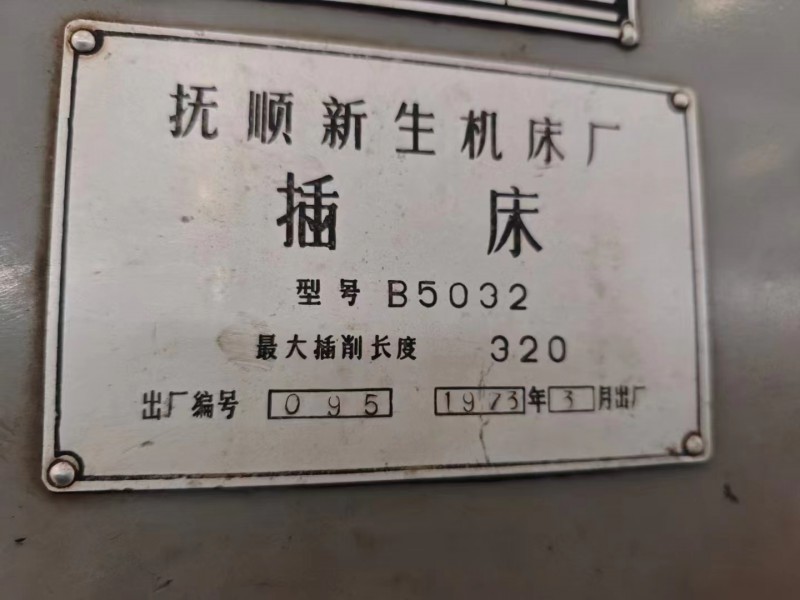 抚顺新生机床厂
插床
型号 B5032
最大插削长度 320
出厂编号 095 1973年3月出厂